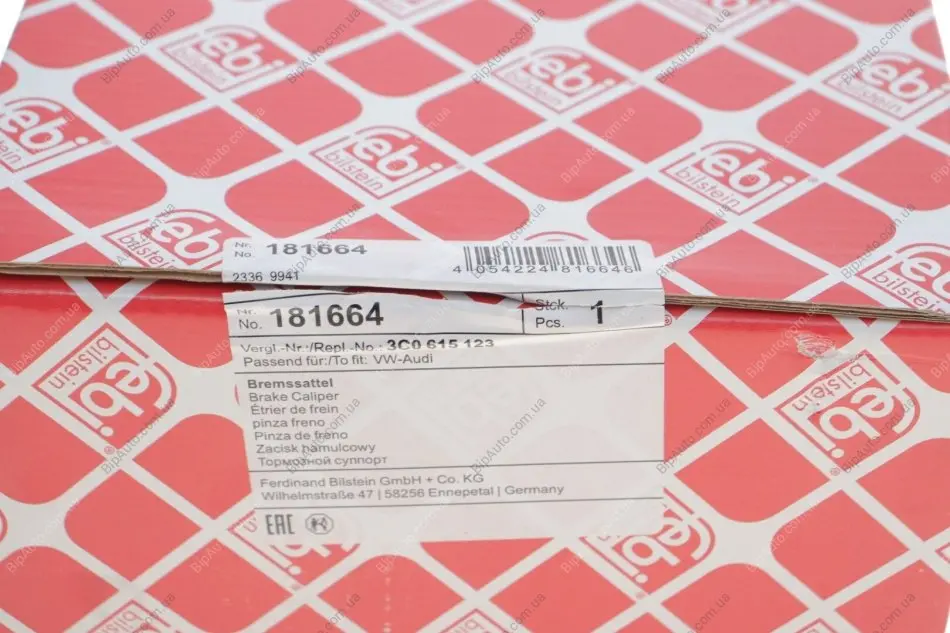 febi
bilstein
Nr.
No. 181664
4 054224 816646
2336 9941
Nr.
No. 181664
Stck.
Pcs. 1
Vergl.-Nr.:/Repl.-No.: 3C0 615 123
Passend für:/To fit: VW-Audi
Bremssattel
Brake Caliper
Étrier de frein
pinza freno
Pinza de freno
Zacisk hamulcowy
Тормозной суппорт
Ferdinand Bilstein GmbH + Co. KG
Wilhelmstraße 47 | 58256 Ennepetal | Germany
EAC
BipAuto.com.ua